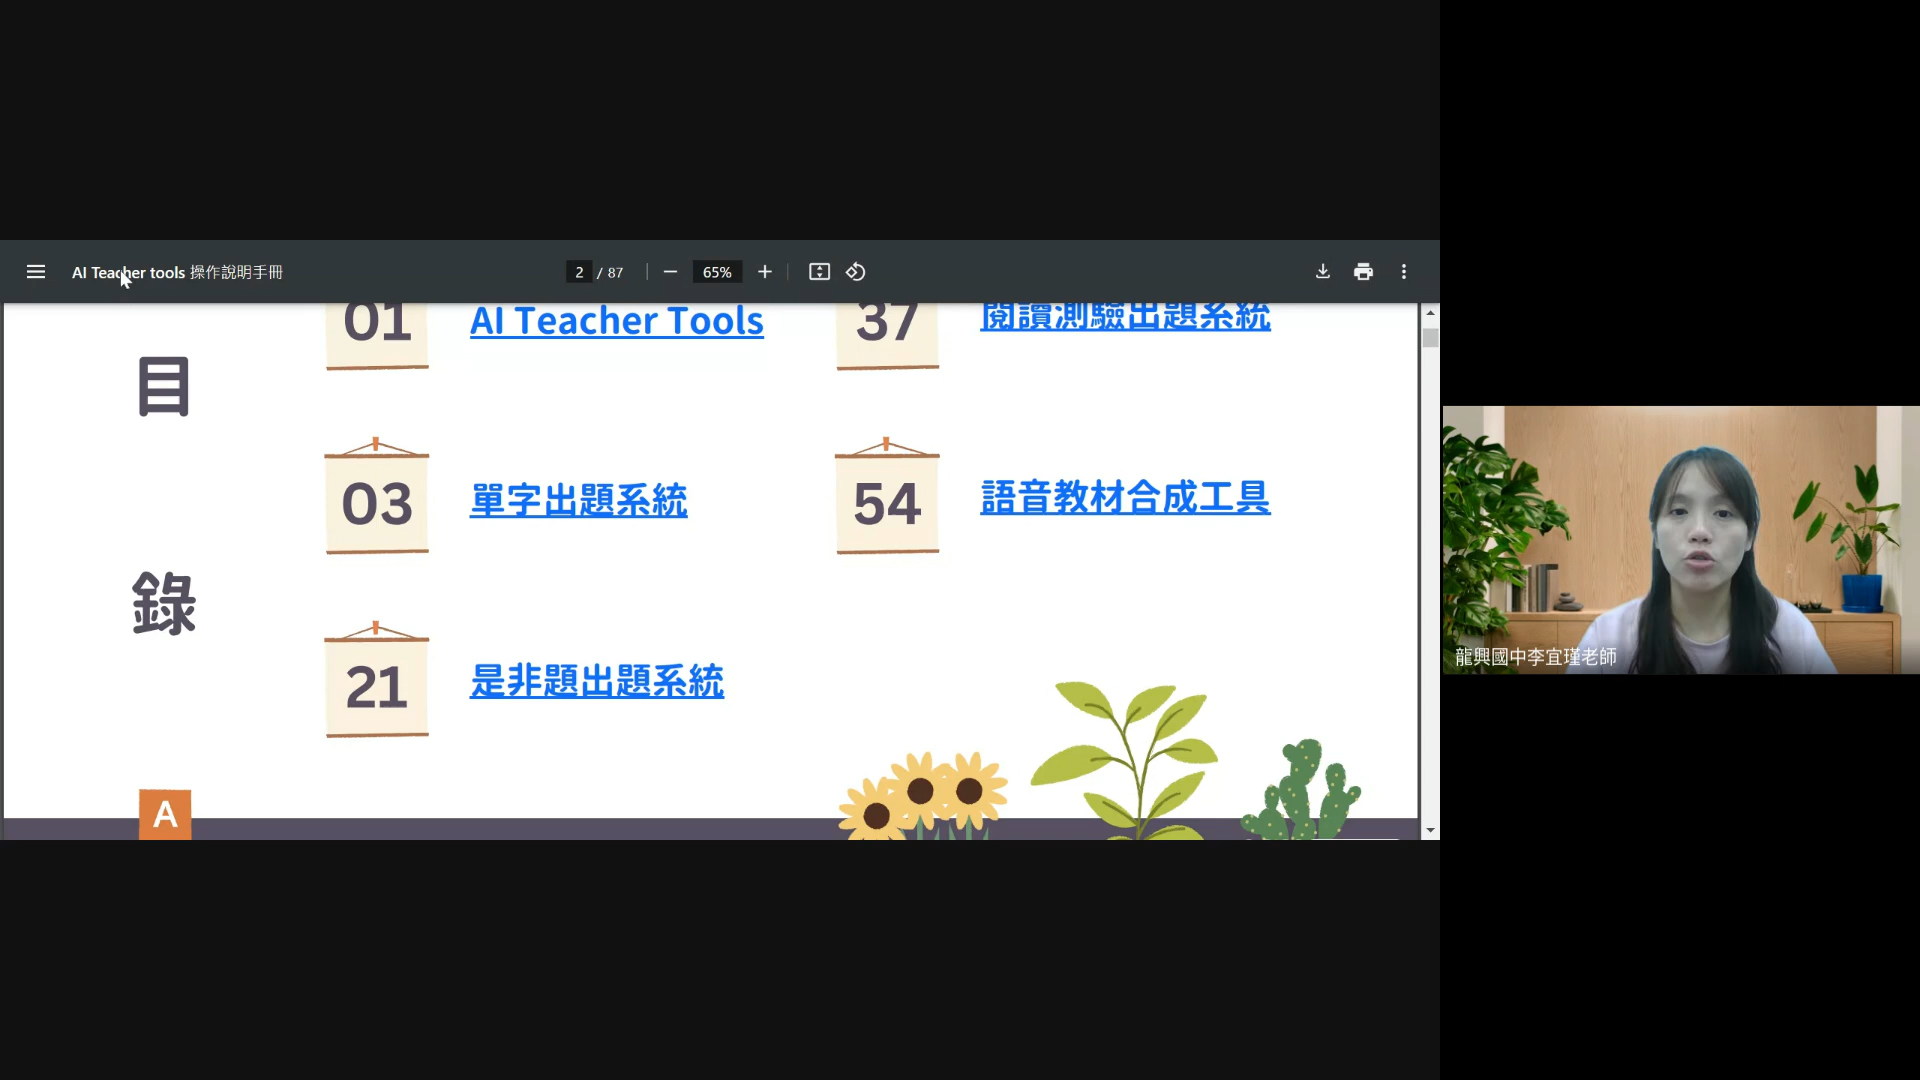 AI Teacher tools 操作說明手冊
2 / 87
65%
目錄
01 AI Teacher Tools
03 單字出題系統
21 是非題出題系統
37 閱讀測驗出題系統
54 語音教材合成工具
A
龍興國中李宜瑾老師